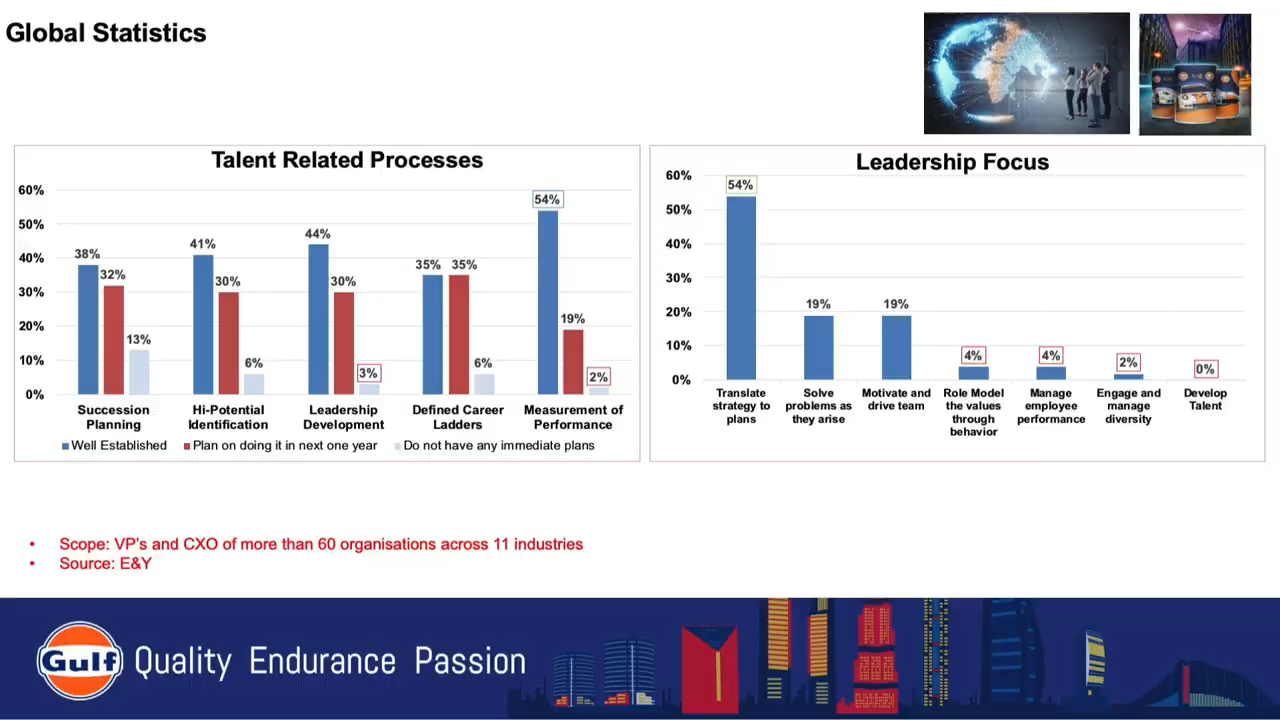 Global Statistics
Talent Related Processes
60%
50%
40%
30%
20%
10%
0%
38%
32%
13%
41%
30%
6%
44%
30%
3%
35%
35%
6%
54%
19%
2%
Succession
Planning
Hi-Potential
Identification
Leadership
Development
Defined Career
Ladders
Measurement of
Performance
Well Established
Plan on doing it in next one year
Do not have any immediate plans
Leadership Focus
60%
50%
40%
30%
20%
10%
0%
54%
19%
19%
4%
4%
2%
0%
Translate
strategy to
plans
Solve
problems as
they arise
Motivate and
drive team
Role Model
the values
through
behavior
Manage
employee
performance
Engage and
manage
diversity
Develop
Talent
• Scope: VP's and CXO of more than 60 organisations across 11 industries
• Source: E&Y
Gulf Quality Endurance Passion